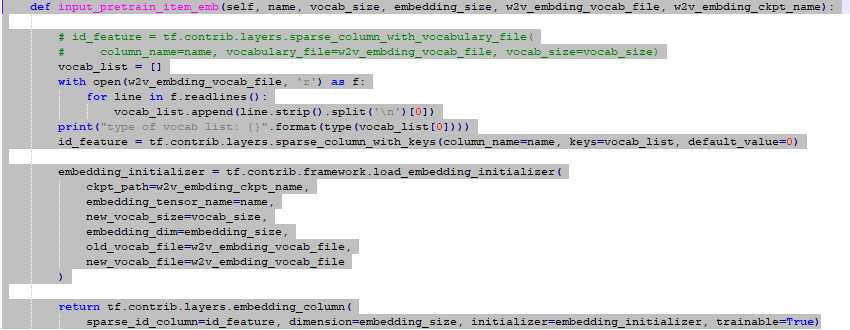 def input_pretrain_item_emb(self, name, vocab_size, embedding_size, w2v_embding_vocab_file, w2v_embding_ckpt_name):
# id_feature = tf.contrib.layers.sparse_column_with_vocabulary_file(
#     column_name=name, vocabulary_file=w2v_embding_vocab_file, vocab_size=vocab_size)
vocab_list = []
with open(w2v_embding_vocab_file, 'r') as f:
for line in f.readlines():
vocab_list.append(line.strip().split('\n')[0])
print("type of vocab list: {}".format(type(vocab_list[0])))
id_feature = tf.contrib.layers.sparse_column_with_keys(column_name=name, keys=vocab_list, default_value=0)
embedding_initializer = tf.contrib.framework.load_embedding_initializer(
ckpt_path=w2v_embding_ckpt_name,
embedding_tensor_name=name,
new_vocab_size=vocab_size,
embedding_dim=embedding_size,
old_vocab_file=w2v_embding_vocab_file,
new_vocab_file=w2v_embding_vocab_file
)
return tf.contrib.layers.embedding_column(
sparse_id_column=id_feature, dimension=embedding_size, initializer=embedding_initializer, trainable=True)